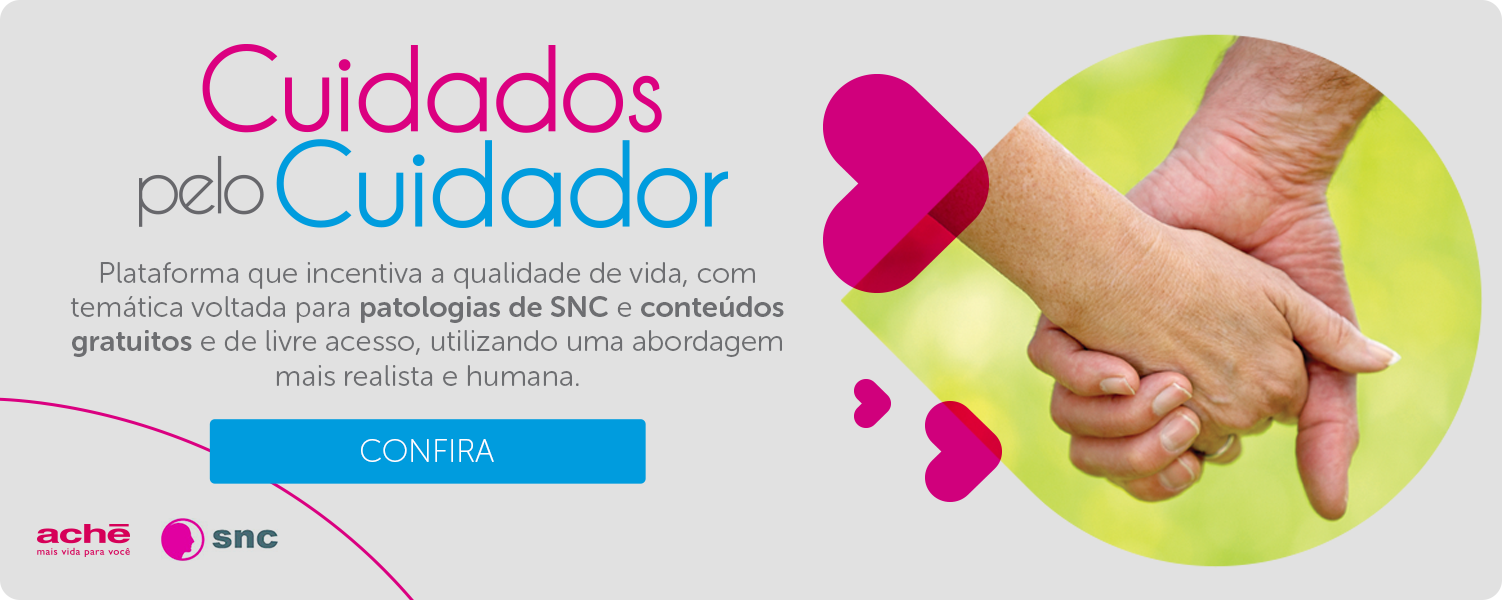 Cuidados
pelo Cuidador
Plataforma que incentiva a qualidade de vida, com
temática voltada para patologias de SNC e conteúdos
gratuitos e de livre acesso, utilizando uma abordagem
mais realista e humana.
CONFIRA
achē
mais vida para você
snc